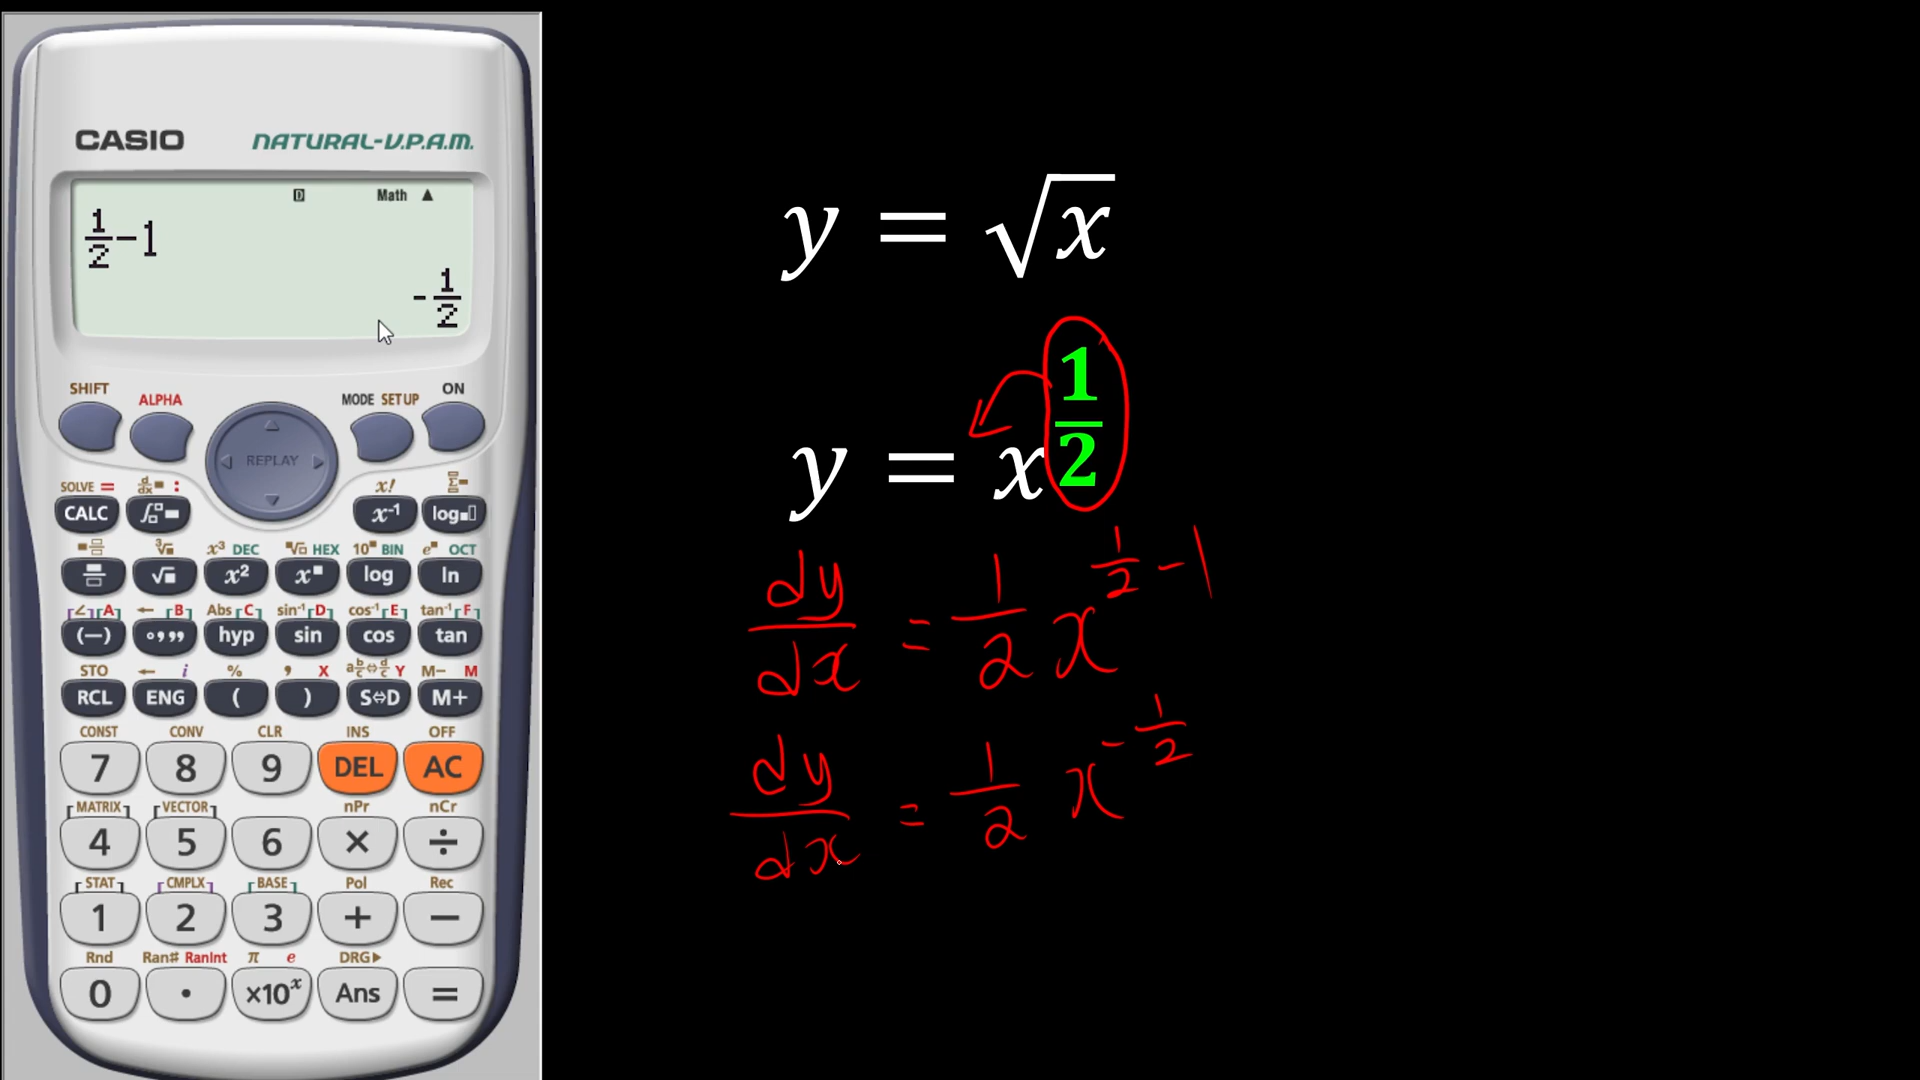 CASIO NATURAL-V.P.A.M.
D Math ▲
1/2-1
-1/2
SHIFT ALPHA MODE SETUP ON
REPLAY
SOLVE = d/dx : x! Σ
CALC ∫ x⁻¹ log
³√ x³ DEC √ HEX 10 BIN e OCT
√ x² x log ln
∠ A ← B Abs C sin⁻¹ D cos⁻¹ E tan⁻¹ F
(−) °,,, hyp sin cos tan
STO ← i % , X a b/c⇔d/c Y M− M
RCL ENG ( ) S⇔D M+
CONST CONV CLR INS OFF
7 8 9 DEL AC
MATRIX VECTOR nPr nCr
4 5 6 × ÷
STAT CMPLX BASE Pol Rec
1 2 3 + −
Rnd Ran# RanInt π e DRG▶
0 . ×10ˣ Ans =
y = √x
y = x^(1/2)
dy/dx = 1/2 x^(1/2 - 1)
dy/dx = 1/2 x^(-1/2)